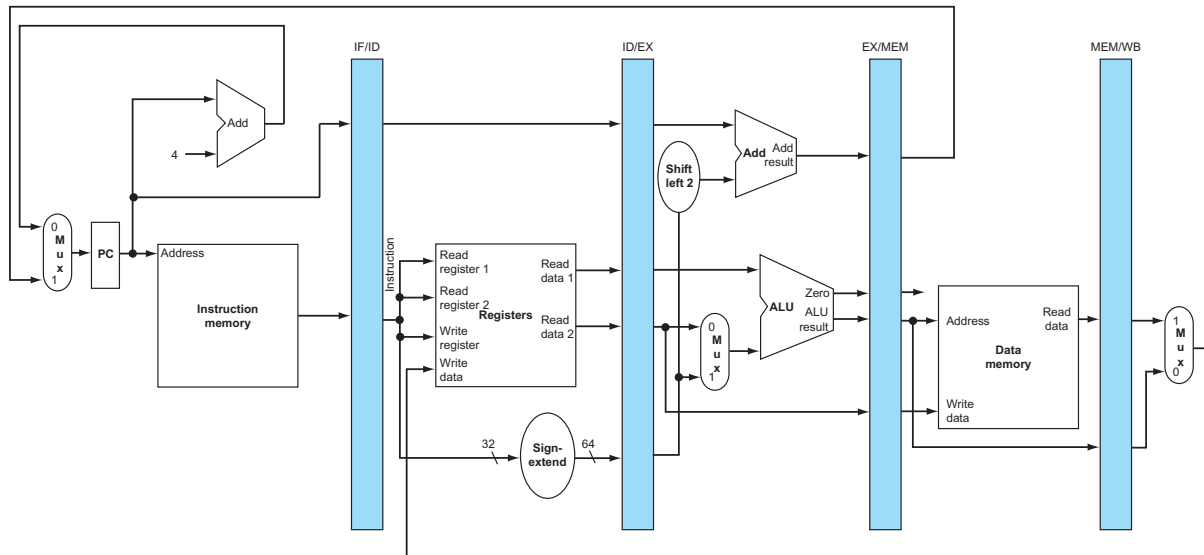 IF/ID
ID/EX
EX/MEM
MEM/WB
Add
4
Shift
left 2
Add
Add
result
0
M
u
x
1
PC
Address
Instruction
memory
Instruction
Read
register 1
Read
register 2
Write
register
Write
data
Registers
Read
data 1
Read
data 2
0
M
u
x
1
Zero
ALU
ALU
result
Address
Read
data
Data
memory
Write
data
1
M
u
x
0
32
Sign-
extend
64